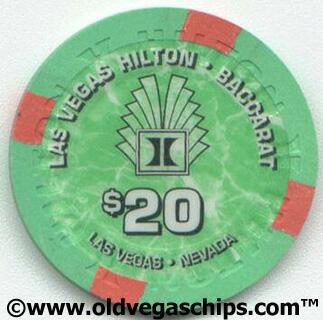 LAS VEGAS HILTON • BACCARAT
$20
LAS VEGAS • NEVADA
©www.oldvegaschips.com™